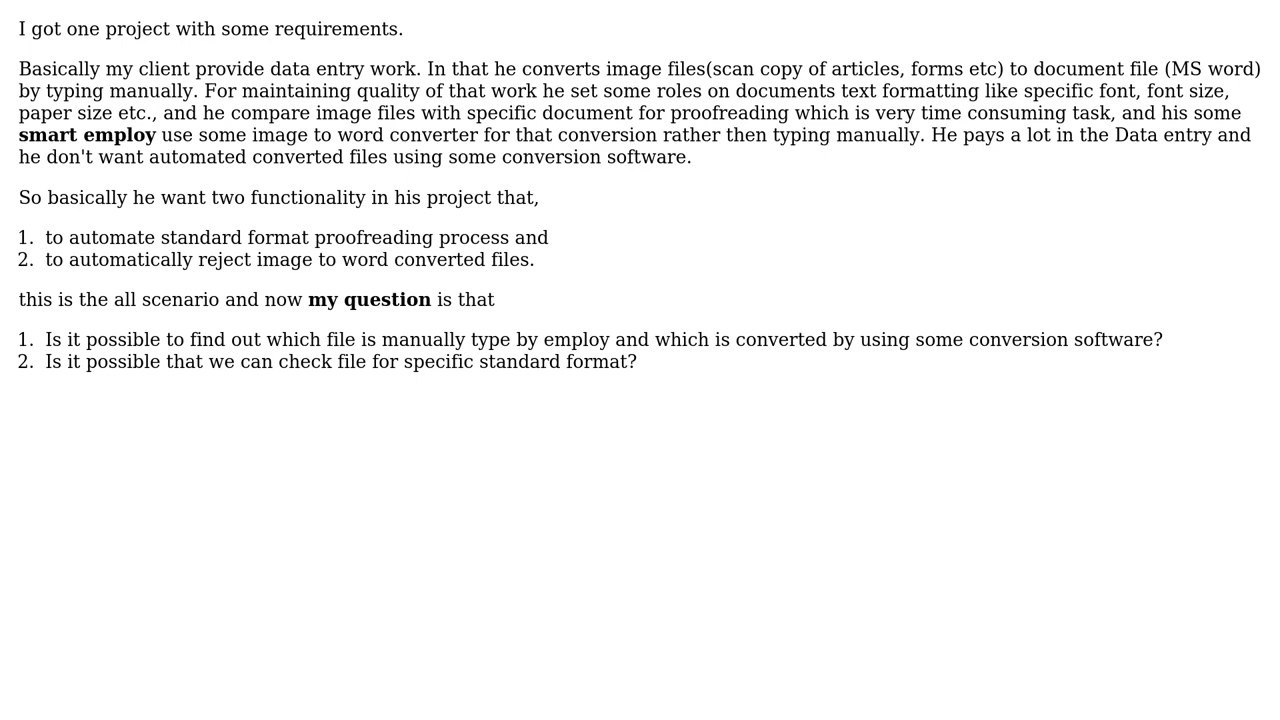 I got one project with some requirements.
Basically my client provide data entry work. In that he converts image files(scan copy of articles, forms etc) to document file (MS word)
by typing manually. For maintaining quality of that work he set some roles on documents text formatting like specific font, font size,
paper size etc., and he compare image files with specific document for proofreading which is very time consuming task, and his some
smart employ use some image to word converter for that conversion rather then typing manually. He pays a lot in the Data entry and
he don't want automated converted files using some conversion software.
So basically he want two functionality in his project that,
1. to automate standard format proofreading process and
2. to automatically reject image to word converted files.
this is the all scenario and now my question is that
1. Is it possible to find out which file is manually type by employ and which is converted by using some conversion software?
2. Is it possible that we can check file for specific standard format?